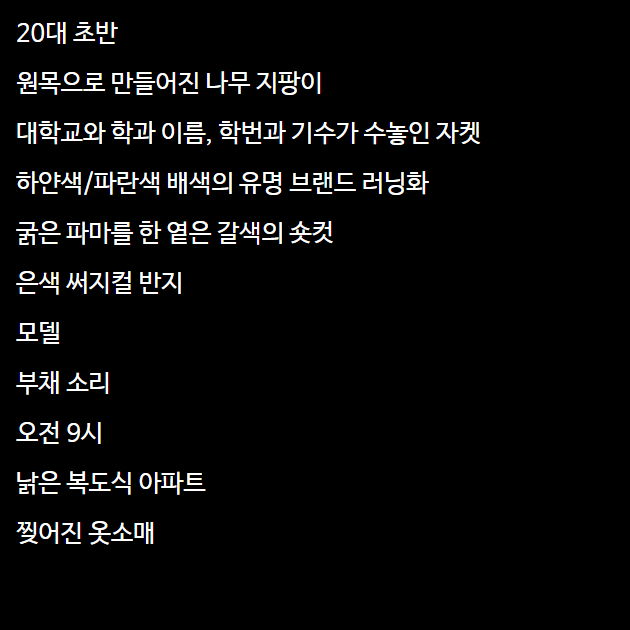 20대 초반
원목으로 만들어진 나무 지팡이
대학교와 학과 이름, 학번과 기수가 수놓인 자켓
하얀색/파란색 배색의 유명 브랜드 러닝화
굵은 파마를 한 옅은 갈색의 숏컷
은색 써지컬 반지
모델
부채 소리
오전 9시
낡은 복도식 아파트
찢어진 옷소매